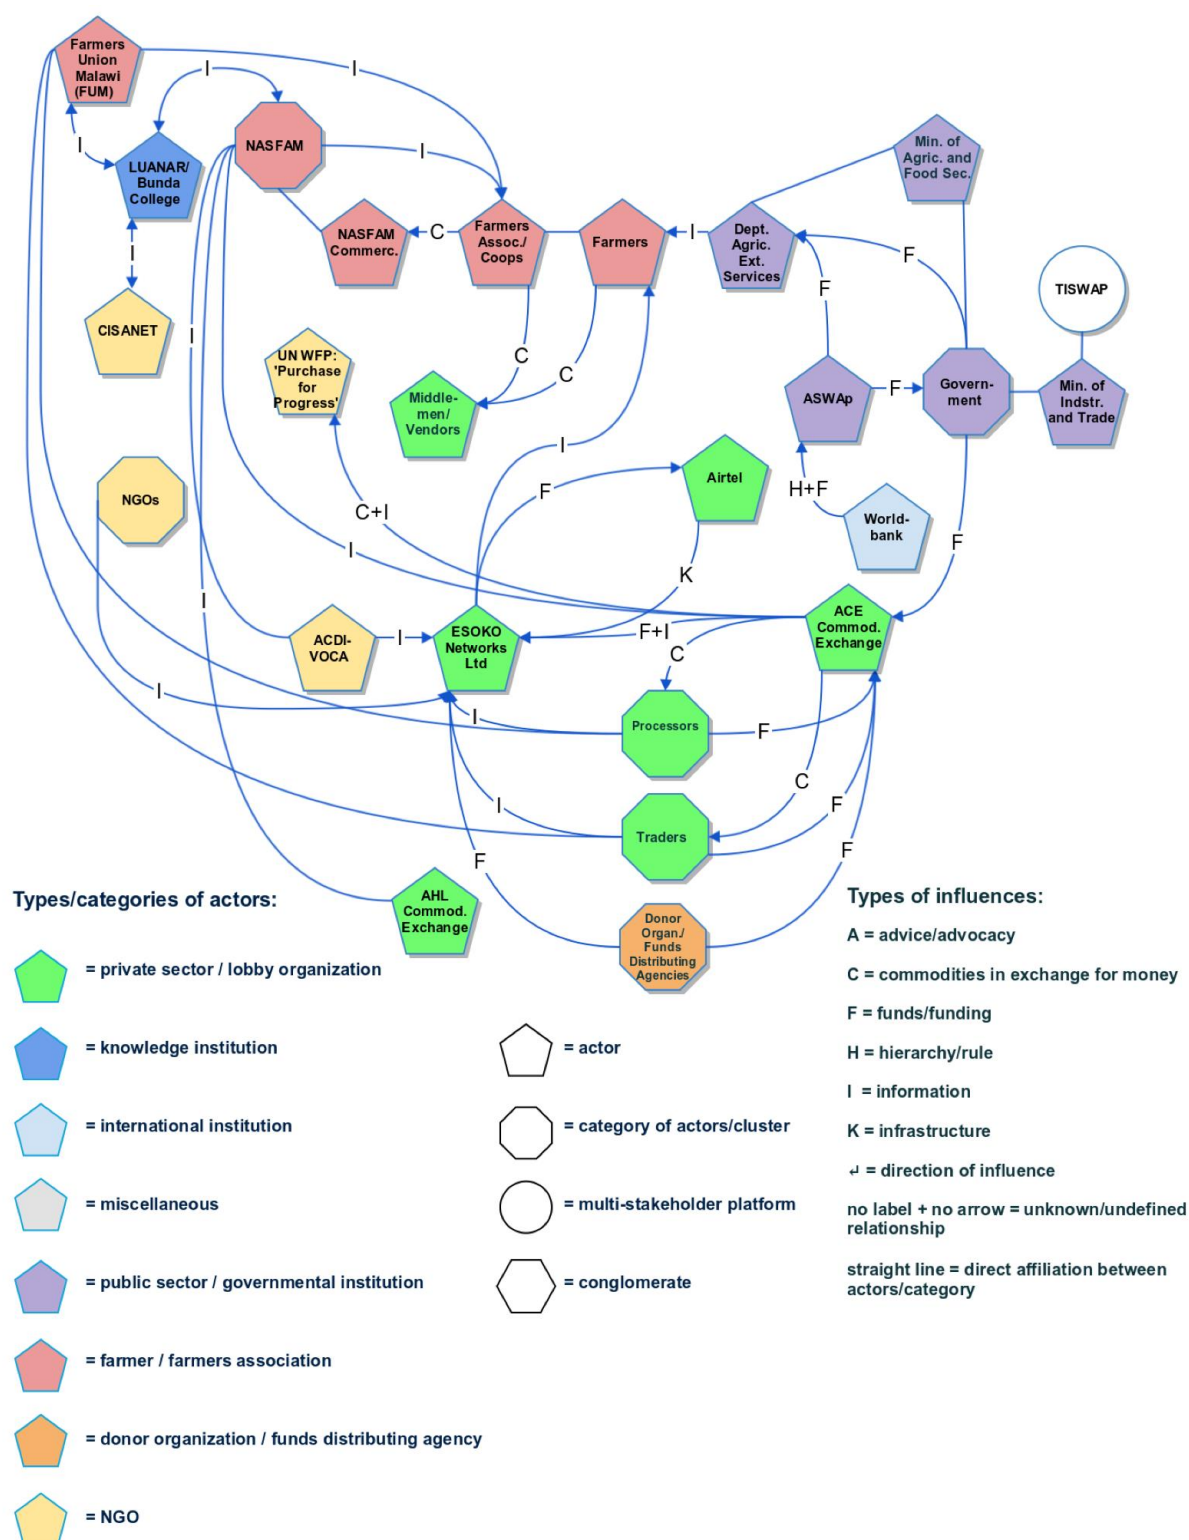 Farmers
Union
Malawi
(FUM)
I
I
I
NASFAM
I
LUANAR/
Bunda
College
I
NASFAM
Commerc.
C
Farmers
Assoc./
Coops
Farmers
I
Dept.
Agric.
Ext.
Services
Min. of
Agric. and
Food Sec.
F
F
TISWAP
CISANET
I
UN WFP:
'Purchase
for
Progress'
C
C
Middle-
men/
Vendors
ASWAp
F
Govern-
ment
Min. of
Indstr.
and Trade
I
F
Airtel
H+F
World-
bank
NGOs
C+I
I
K
F
I
ACDI-
VOCA
I
ESOKO
Networks
Ltd
F+I
C
ACE
Commod.
Exchange
I
I
Processors
F
C
I
Traders
F
F
F
AHL
Commod.
Exchange
Donor
Organ./
Funds
Distributing
Agencies
Types/categories of actors:
= private sector / lobby organization
= knowledge institution
= international institution
= miscellaneous
= public sector / governmental institution
= farmer / farmers association
= donor organization / funds distributing agency
= NGO
= actor
= category of actors/cluster
= multi-stakeholder platform
= conglomerate
Types of influences:
A = advice/advocacy
C = commodities in exchange for money
F = funds/funding
H = hierarchy/rule
I = information
K = infrastructure
↵ = direction of influence
no label + no arrow = unknown/undefined
relationship
straight line = direct affiliation between
actors/category